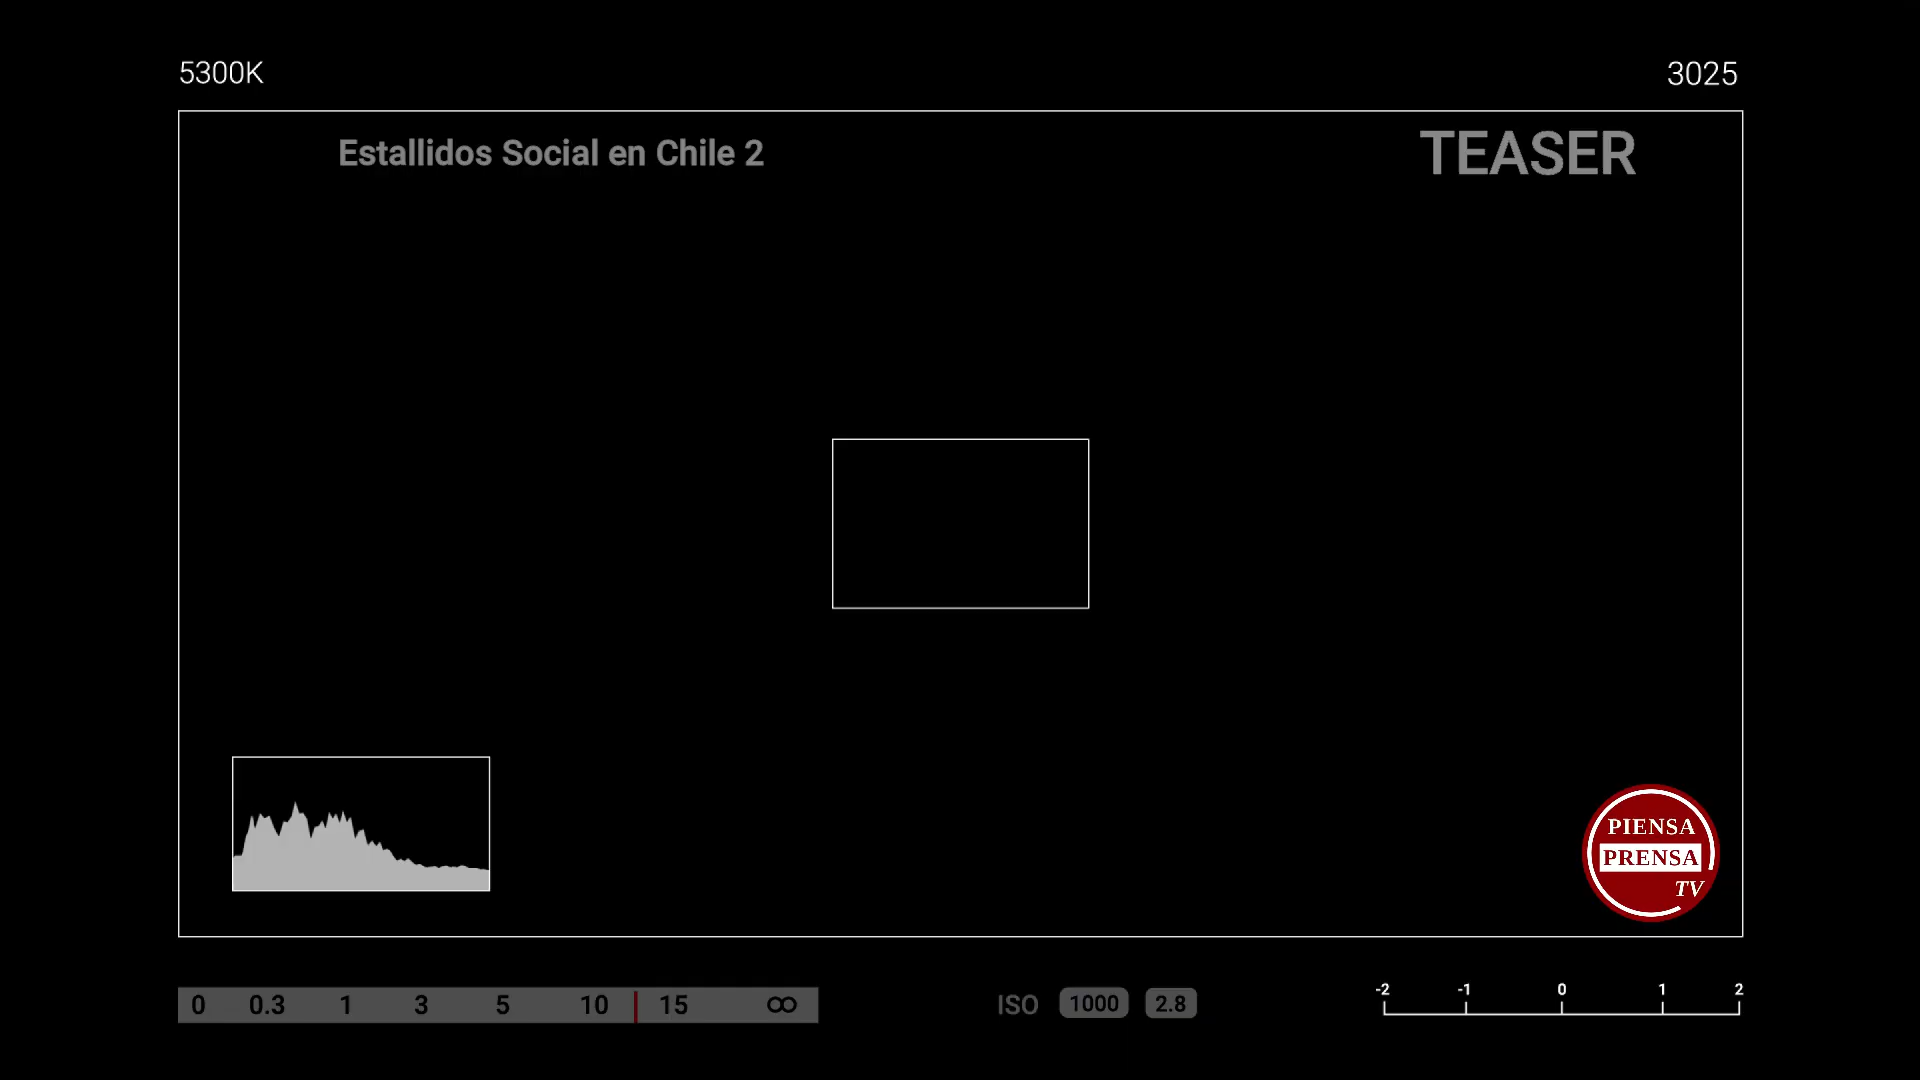 5300K
3025
Estallidos Social en Chile 2
TEASER
PIENSA
PRENSA
TV
0 0.3 1 3 5 10 15 ∞
ISO 1000 2.8
-2 -1 0 1 2